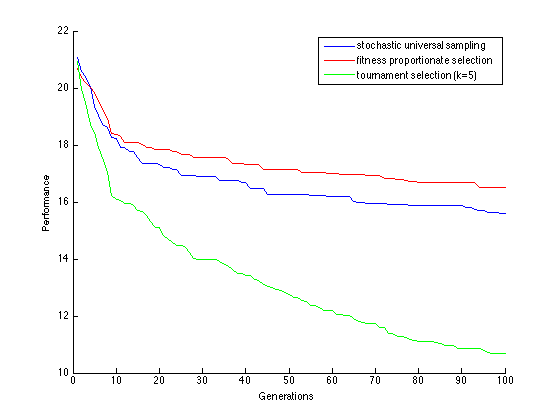 22
20
18
16
14
12
10
Performance
stochastic universal sampling
fitness proportionate selection
tournament selection (k=5)
0 10 20 30 40 50 60 70 80 90 100
Generations